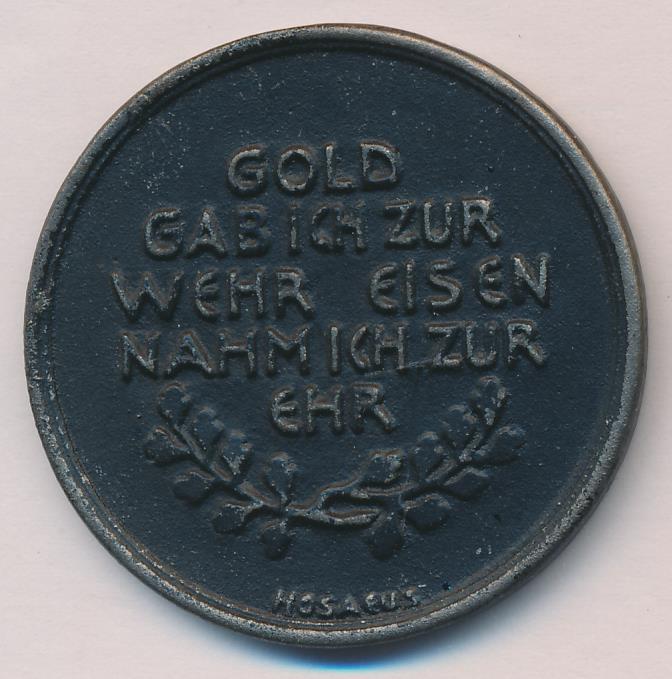 GOLD
GAB ICH ZUR
WEHR EISEN
NAHM ICH ZUR
EHR
HOSAEUS